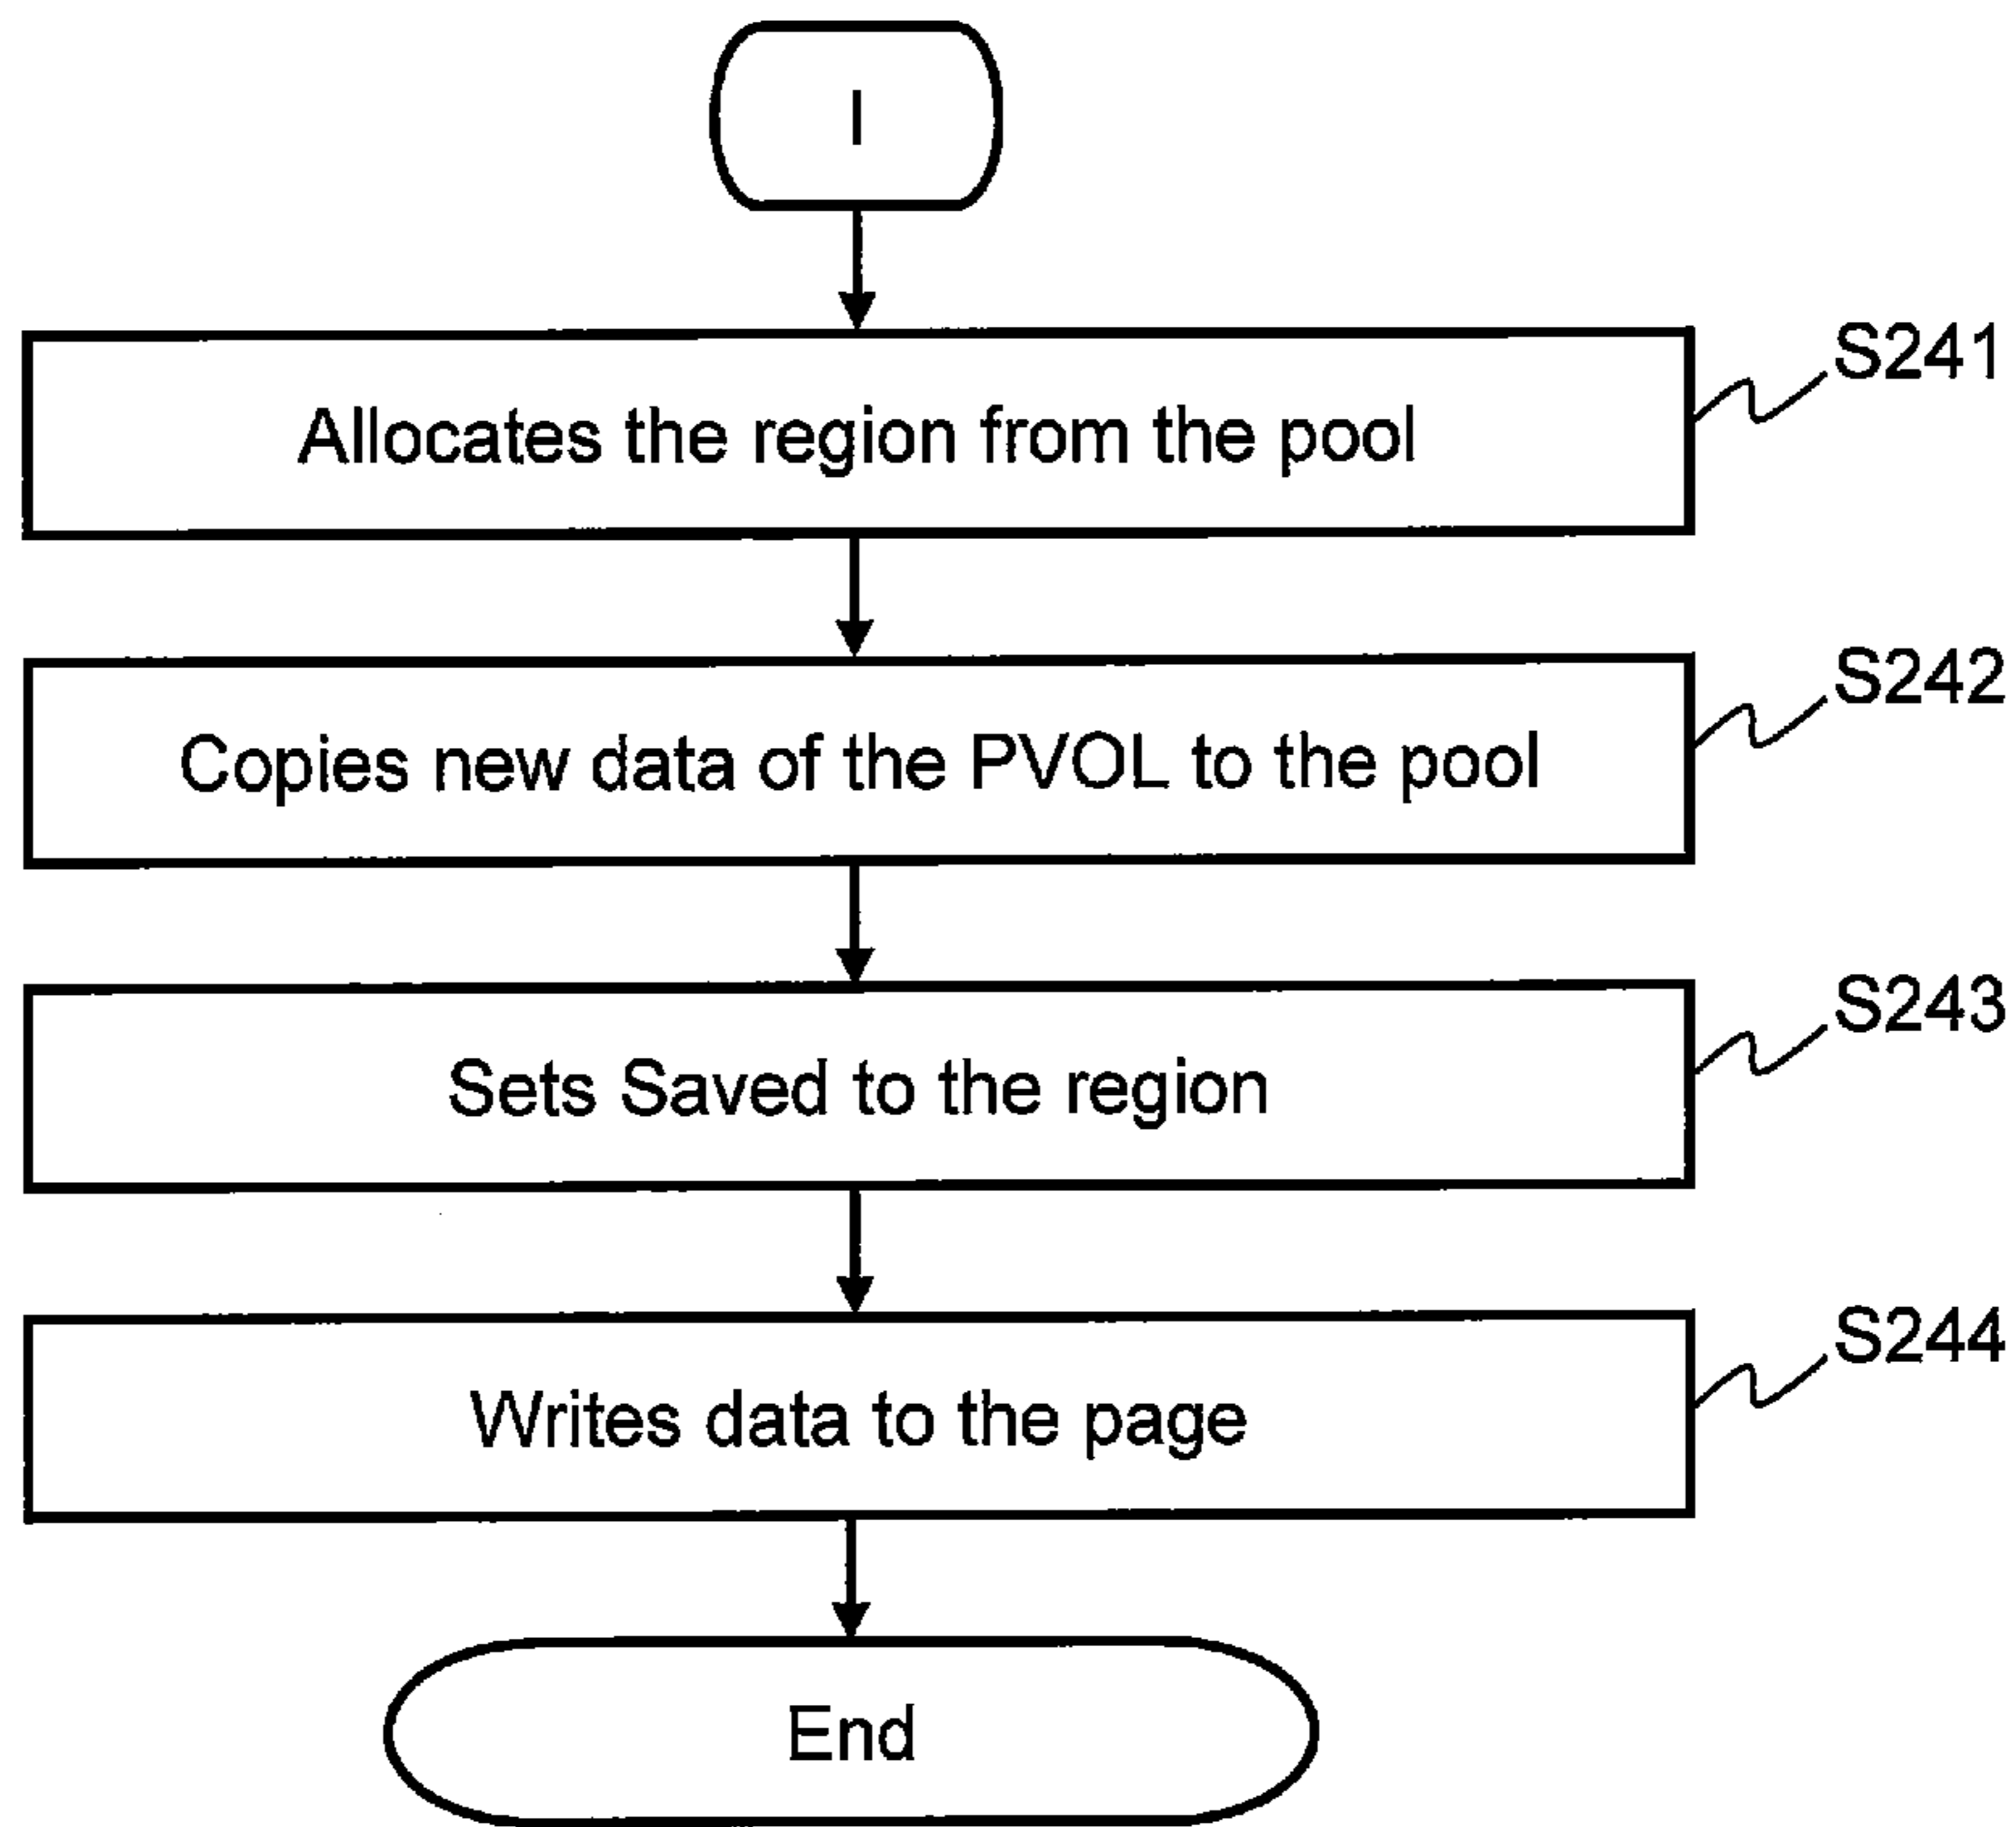 I
S241
Allocates the region from the pool
S242
Copies new data of the PVOL to the pool
S243
Sets Saved to the region
S244
Writes data to the page
End